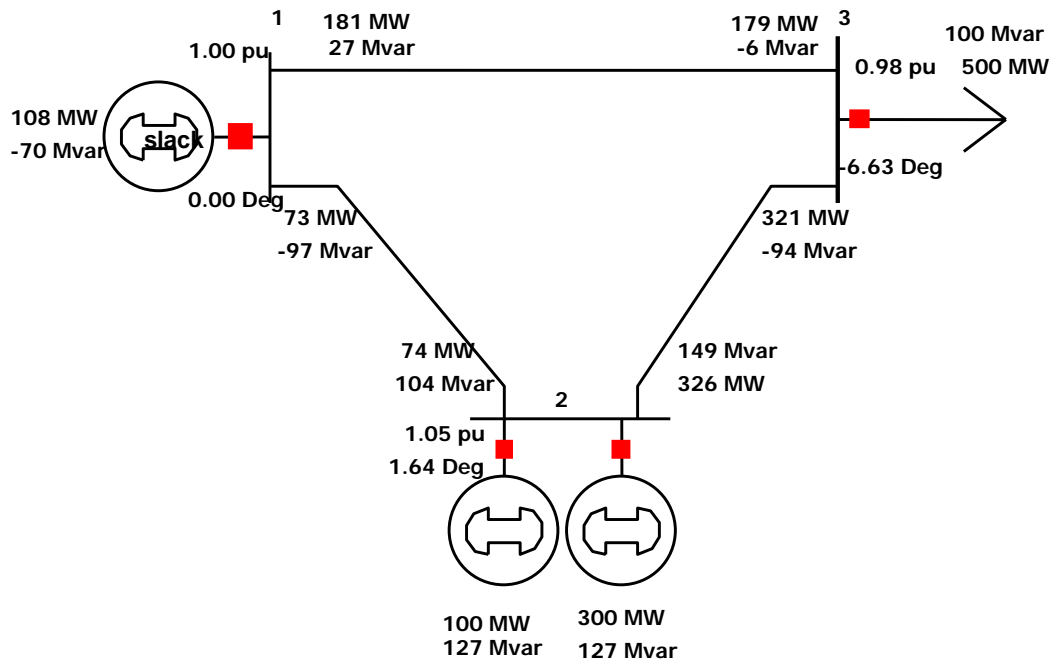 1
181 MW
27 Mvar
179 MW
-6 Mvar
3
100 Mvar
500 MW
1.00 pu
0.98 pu
108 MW
-70 Mvar
slack
-6.63 Deg
0.00 Deg
73 MW
-97 Mvar
321 MW
-94 Mvar
74 MW
104 Mvar
149 Mvar
326 MW
2
1.05 pu
1.64 Deg
100 MW
127 Mvar
300 MW
127 Mvar